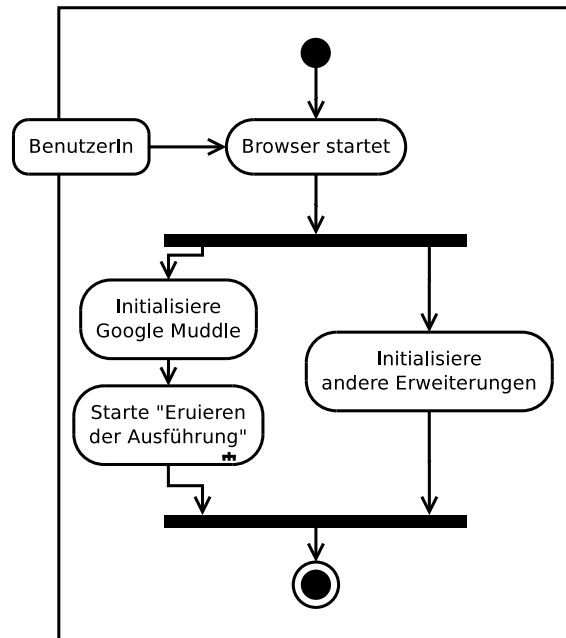 BenutzerIn
Browser startet
Initialisiere
Google Muddle
Initialisiere
andere Erweiterungen
Starte "Eruieren
der Ausführung"